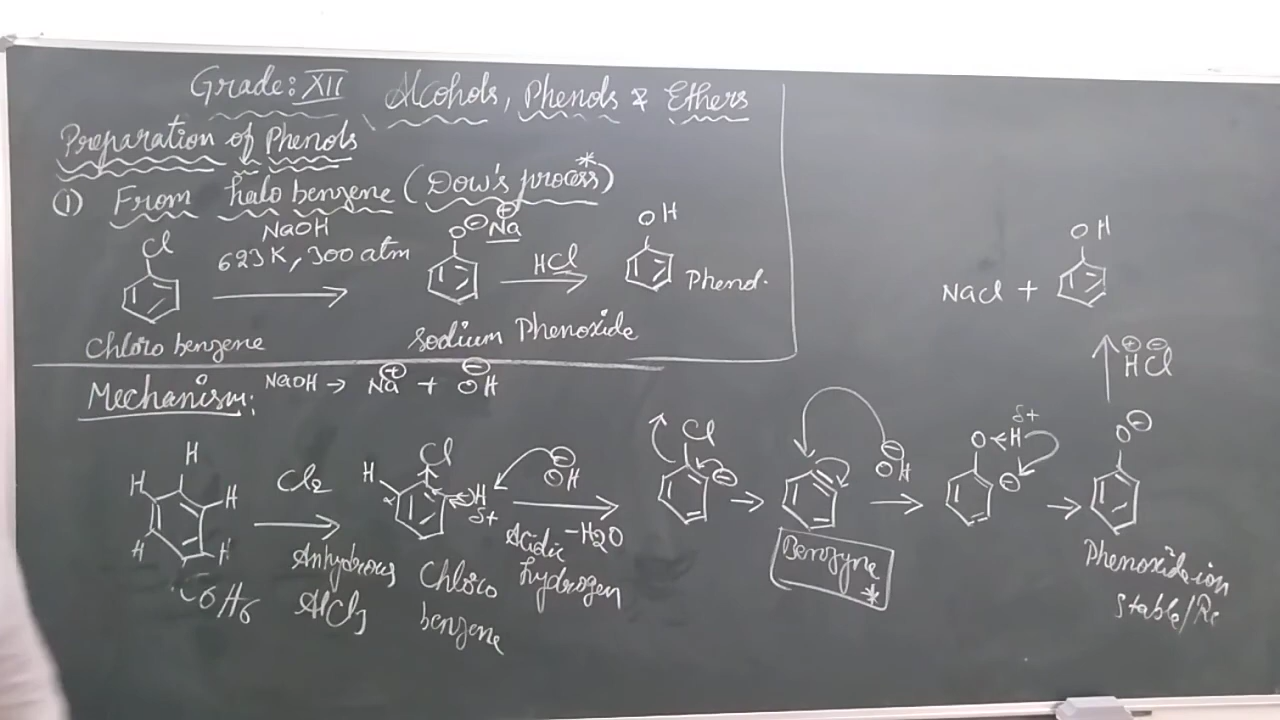 Grade: XII Alcohols, Phenols & Ethers
Preparation of Phenols
① From halo benzene (Dow's process)*
Cl
NaOH
623K, 300 atm
O⊖Na⊕
HCl
OH
Phenol.
Chloro benzene
Sodium Phenoxide
OH
NaCl +
H⊕Cl⊖
Mechanism: NaOH → Na⊕ + ⊖OH
H
H
H
H
H
C6H6
Cl2
Anhydrous
AlCl3
Cl
H
α
H
δ+
Chloro
benzene
⊖OH
-H2O
Acidic
hydrogen
Cl
⊖
Benzyne
*
⊖OH
O H
δ+
⊖
O⊖
Phenoxide ion
Stable/Re